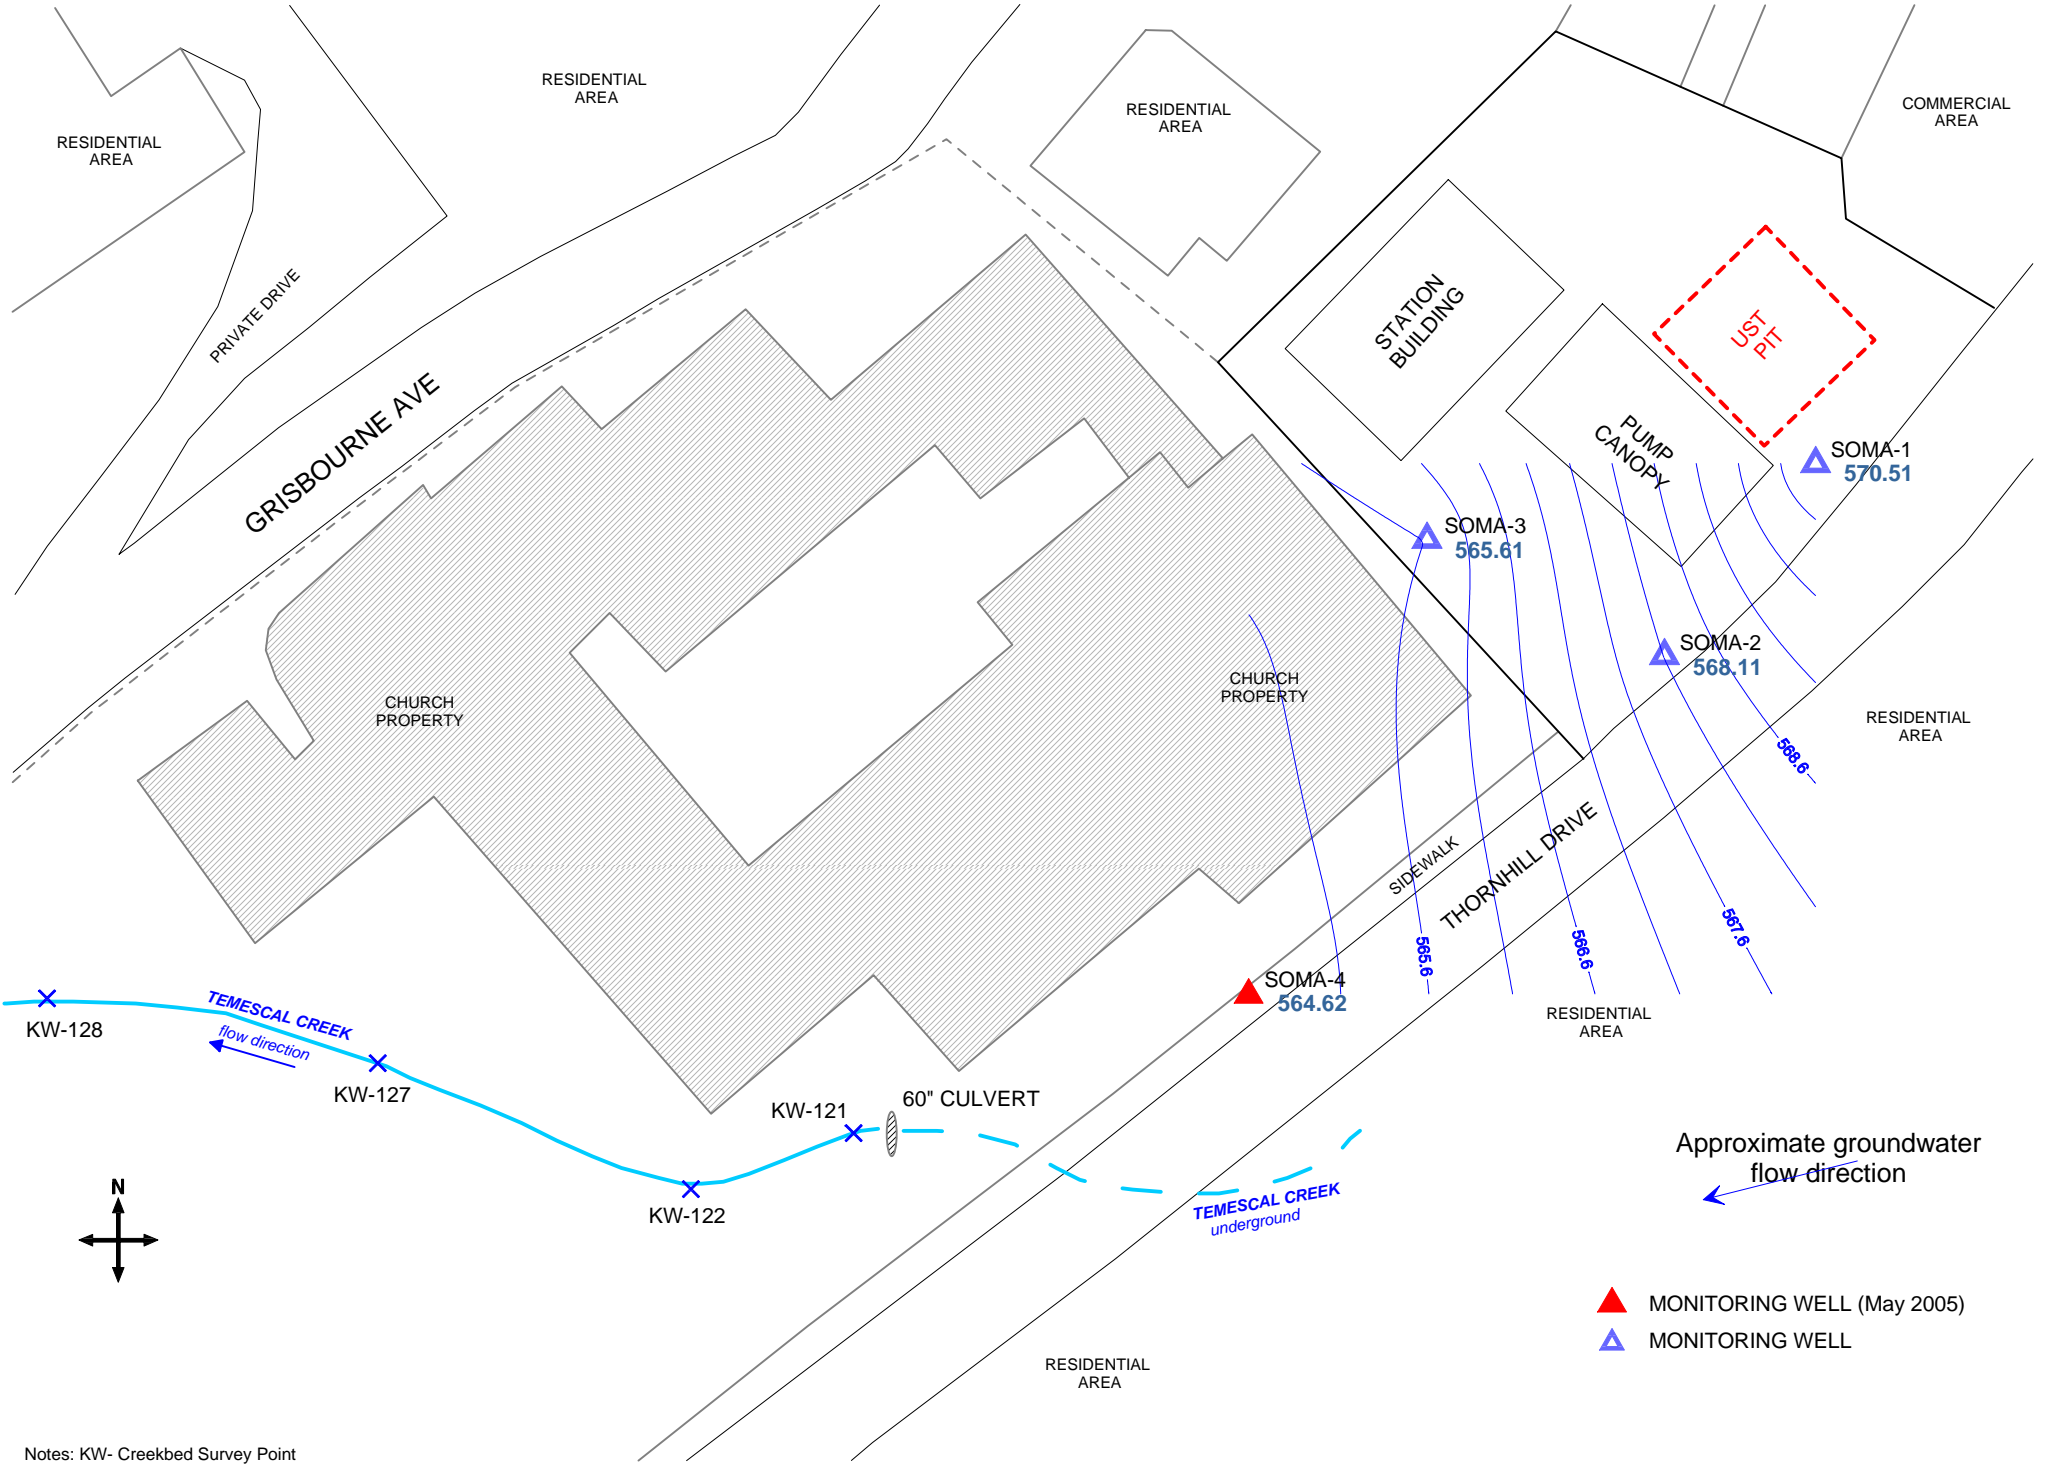 RESIDENTIAL
AREA
RESIDENTIAL
AREA
RESIDENTIAL
AREA
COMMERCIAL
AREA
PRIVATE DRIVE
GRISBOURNE AVE
STATION
BUILDING
UST
PIT
PUMP
CANOPY
SOMA-1
570.51
SOMA-3
565.61
SOMA-2
568.11
CHURCH
PROPERTY
CHURCH
PROPERTY
RESIDENTIAL
AREA
568.6
567.6
566.6
565.6
SIDEWALK
THORNHILL DRIVE
SOMA-4
564.62
RESIDENTIAL
AREA
TEMESCAL CREEK
flow direction
KW-128
KW-127
KW-121
60" CULVERT
KW-122
TEMESCAL CREEK
underground
Approximate groundwater
flow direction
N
MONITORING WELL (May 2005)
MONITORING WELL
RESIDENTIAL
AREA
Notes: KW- Creekbed Survey Point